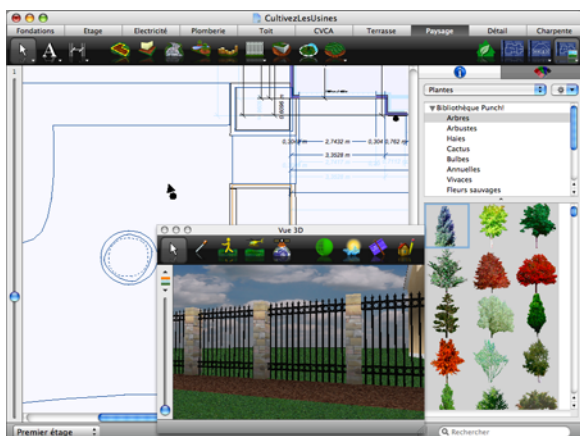 CultivezLesUsines
Fondations Etage Electricité Plomberie Toit CVCA Terrasse Paysage Détail Charpente
A
1
Plantes
Bibliothèque Punch!
Arbres
Arbustes
Haies
Cactus
Bulbes
Annuelles
Vivaces
Fleurs sauvages
2,7432 m
0,304
0,762 m
3,3528 m
Vue 3D
Premier étage
Rechercher